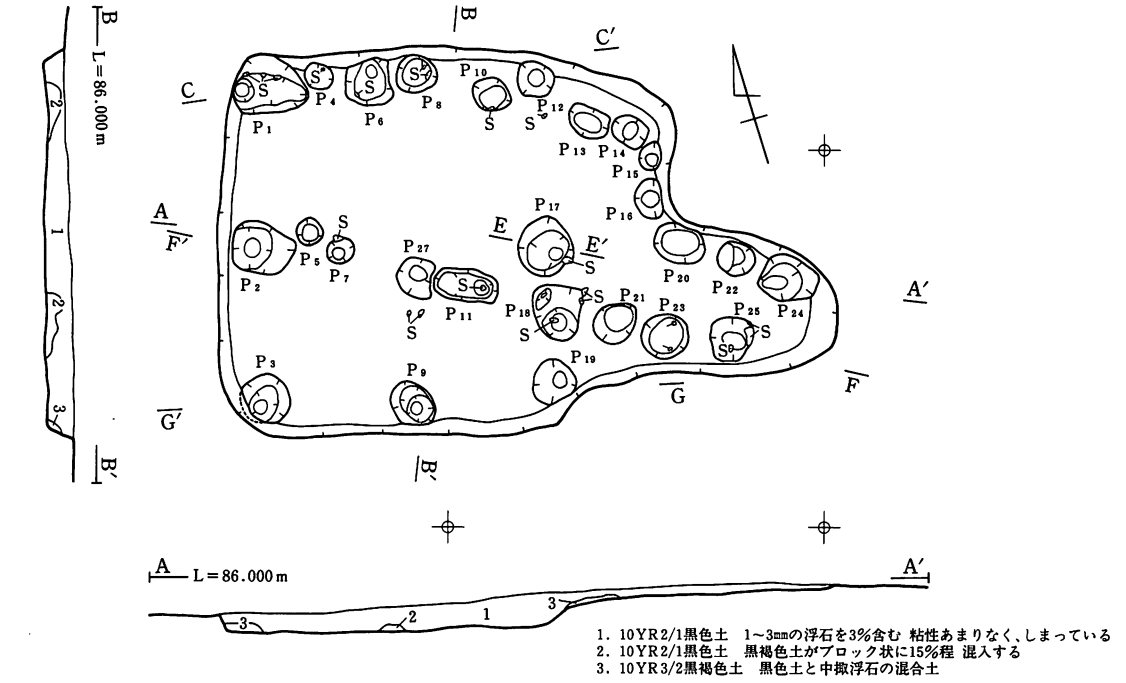 B
L=86.000m
2
1
2
3
B′
B
C′
C
S
P1
S
P4
S
P6
S
P8
P10
S
P12
S
P13
P14
P15
P16
A
F′
P2
P5
S
P7
P27
S
P11
S
E
P17
E′
S
P18
S
S
P20
P22
P24
A′
P21
P23
P25
S
S
P3
P9
P19
G′
G
F
B′
A
L=86.000m
A′
3
2
1
3
1. 10YR2/1黒色土 1~3mmの浮石を3%含む 粘性あまりなく、しまっている
2. 10YR2/1黒色土 黒褐色土がブロック状に15%程 混入する
3. 10YR3/2黒褐色土 黒色土と中掫浮石の混合土